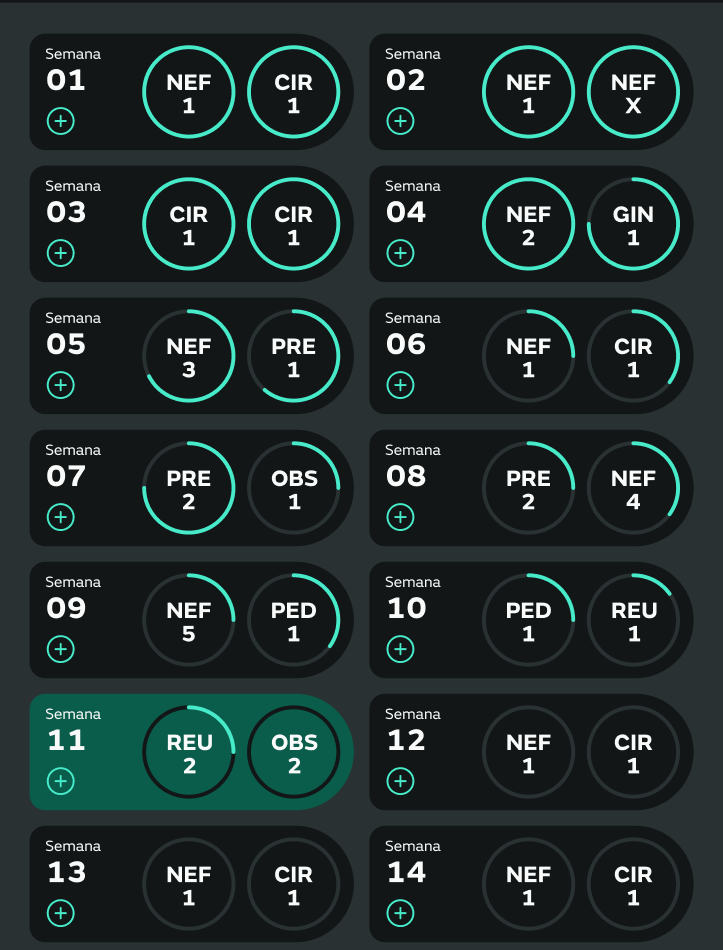 Semana
01
NEF
1
CIR
1
Semana
02
NEF
1
NEF
X
Semana
03
CIR
1
CIR
1
Semana
04
NEF
2
GIN
1
Semana
05
NEF
3
PRE
1
Semana
06
NEF
1
CIR
1
Semana
07
PRE
2
OBS
1
Semana
08
PRE
2
NEF
4
Semana
09
NEF
5
PED
1
Semana
10
PED
1
REU
1
Semana
11
REU
2
OBS
2
Semana
12
NEF
1
CIR
1
Semana
13
NEF
1
CIR
1
Semana
14
NEF
1
CIR
1